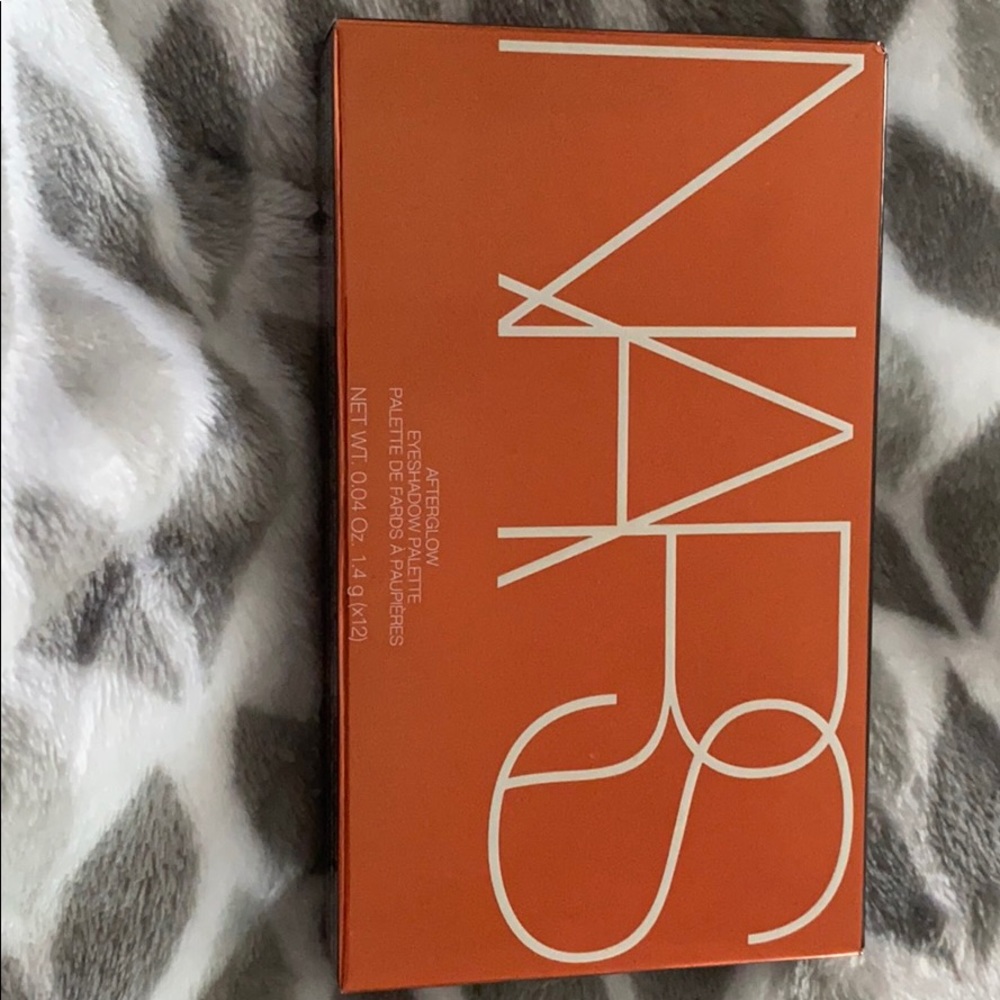 NARS
AFTERGLOW
EYESHADOW PALETTE
PALETTE DE FARDS À PAUPIÈRES
NET WT. 0.04 Oz. 1.4 g (x12)